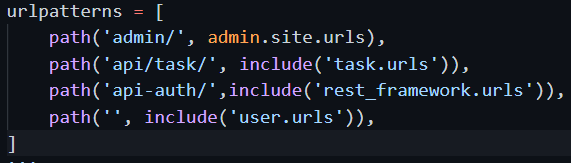 urlpatterns = [
    path('admin/', admin.site.urls),
    path('api/task/', include('task.urls')),
    path('api-auth/',include('rest_framework.urls')),
    path('', include('user.urls')),
]